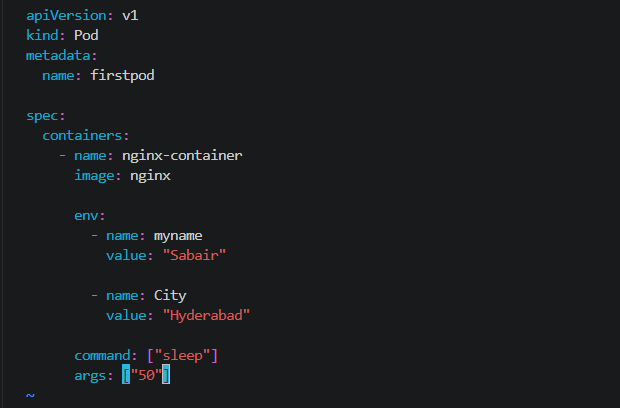 apiVersion: v1
kind: Pod
metadata:
  name: firstpod

spec:
  containers:
    - name: nginx-container
      image: nginx

      env:
        - name: myname
          value: "Sabair"

        - name: City
          value: "Hyderabad"

      command: ["sleep"]
      args: ["50"]
~